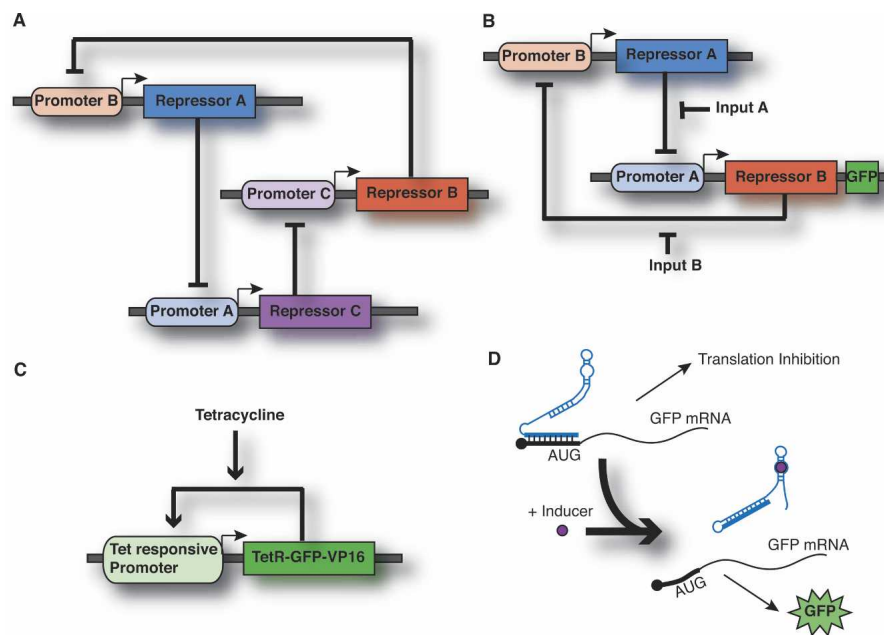 A
Promoter B
Repressor A
Promoter C
Repressor B
Promoter A
Repressor C
B
Promoter B
Repressor A
Input A
Promoter A
Repressor B
GFP
Input B
C
Tetracycline
Tet responsive
Promoter
TetR-GFP-VP16
D
Translation Inhibition
GFP mRNA
AUG
+ Inducer
GFP mRNA
AUG
GFP